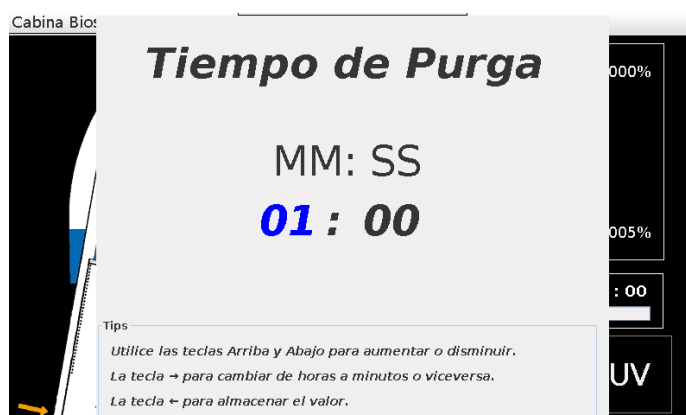 Cabina Bios
Tiempo de Purga
000%
MM: SS
01 : 00
005%
: 00
Tips
Utilice las teclas Arriba y Abajo para aumentar o disminuir.
La tecla → para cambiar de horas a minutos o viceversa.
UV
La tecla ← para almacenar el valor.